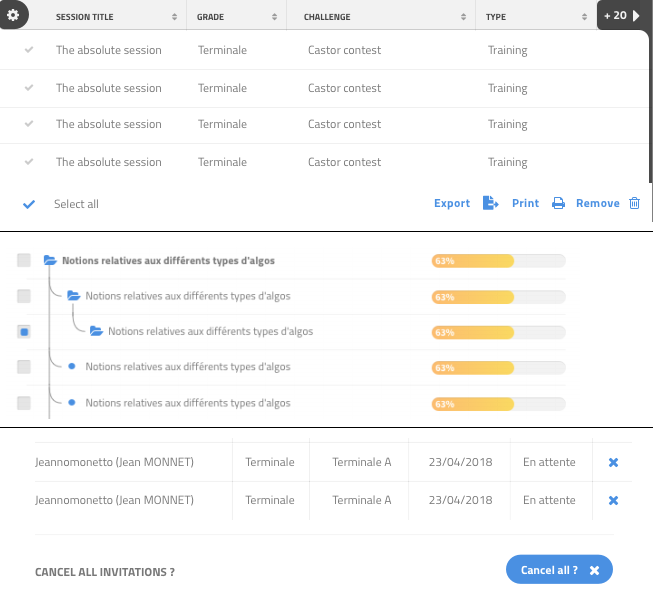 SESSION TITLE GRADE CHALLENGE TYPE + 20
The absolute session Terminale Castor contest Training
The absolute session Terminale Castor contest Training
The absolute session Terminale Castor contest Training
The absolute session Terminale Castor contest Training
Select all Export Print Remove
Notions relatives aux différents types d'algos 63%
Notions relatives aux différents types d'algos 63%
Notions relatives aux différents types d'algos 63%
Notions relatives aux différents types d'algos 63%
Notions relatives aux différents types d'algos 63%
Jeannomonetto (Jean MONNET) Terminale Terminale A 23/04/2018 En attente
Jeannomonetto (Jean MONNET) Terminale Terminale A 23/04/2018 En attente
CANCEL ALL INVITATIONS ? Cancel all ?